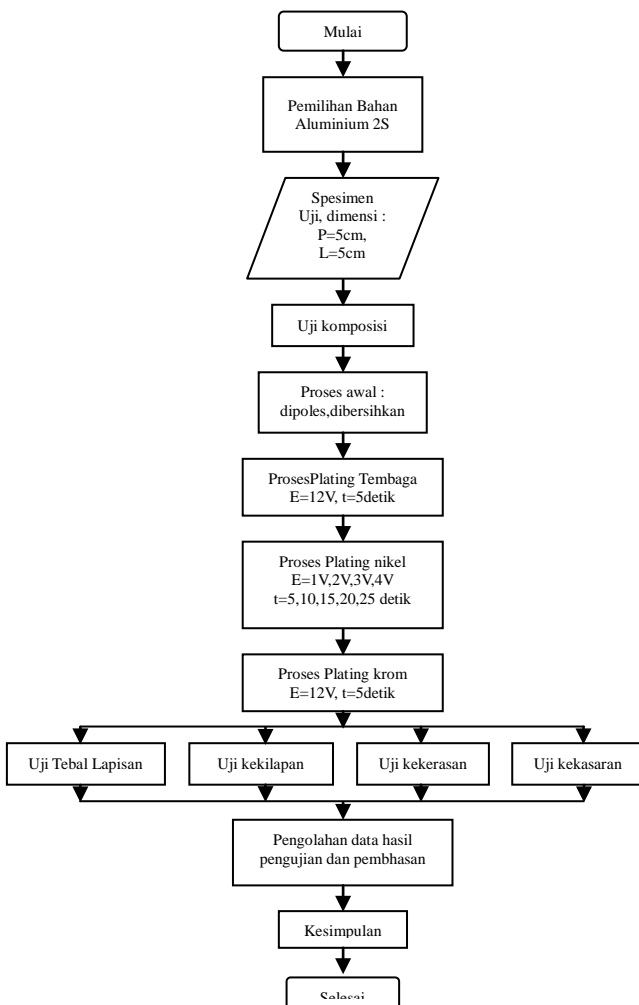 Mulai
Pemilihan Bahan
Aluminium 2S
Spesimen
Uji, dimensi :
P=5cm,
L=5cm
Uji komposisi
Proses awal :
dipoles,dibersihkan
ProsesPlating Tembaga
E=12V, t=5detik
Proses Plating nikel
E=1V,2V,3V,4V
t=5,10,15,20,25 detik
Proses Plating krom
E=12V, t=5detik
Uji Tebal Lapisan
Uji kekilapan
Uji kekerasan
Uji kekasaran
Pengolahan data hasil
pengujian dan pembhasan
Kesimpulan
Selesai